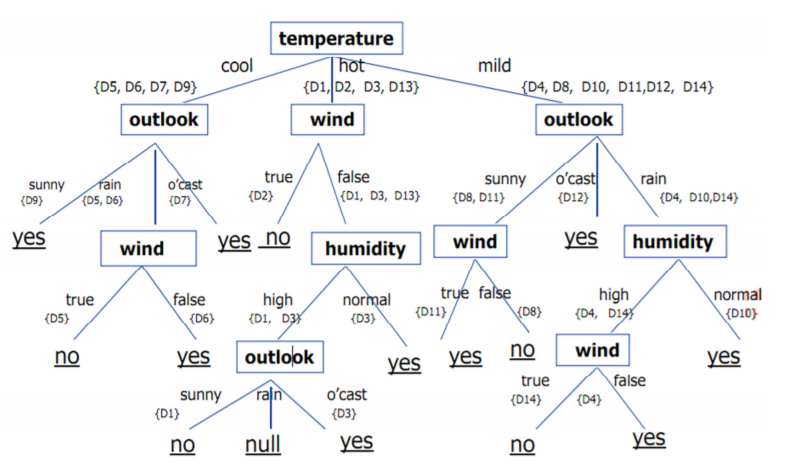 temperature
cool hot mild
{D5, D6, D7, D9} {D1, D2, D3, D13} {D4, D8, D10, D11,D12, D14}
outlook wind outlook
sunny rain o'cast true false sunny o'cast rain
{D9} {D5, D6} {D7} {D2} {D1, D3, D13} {D8, D11} {D12} {D4, D10,D14}
yes wind yes no humidity wind yes humidity
true false high normal true false high normal
{D5} {D6} {D1, D3} {D3} {D11} {D8} {D4, D14} {D10}
no yes outlook yes yes no wind yes
sunny rain o'cast true false
{D1} {D3} {D14} {D4}
no null yes no yes